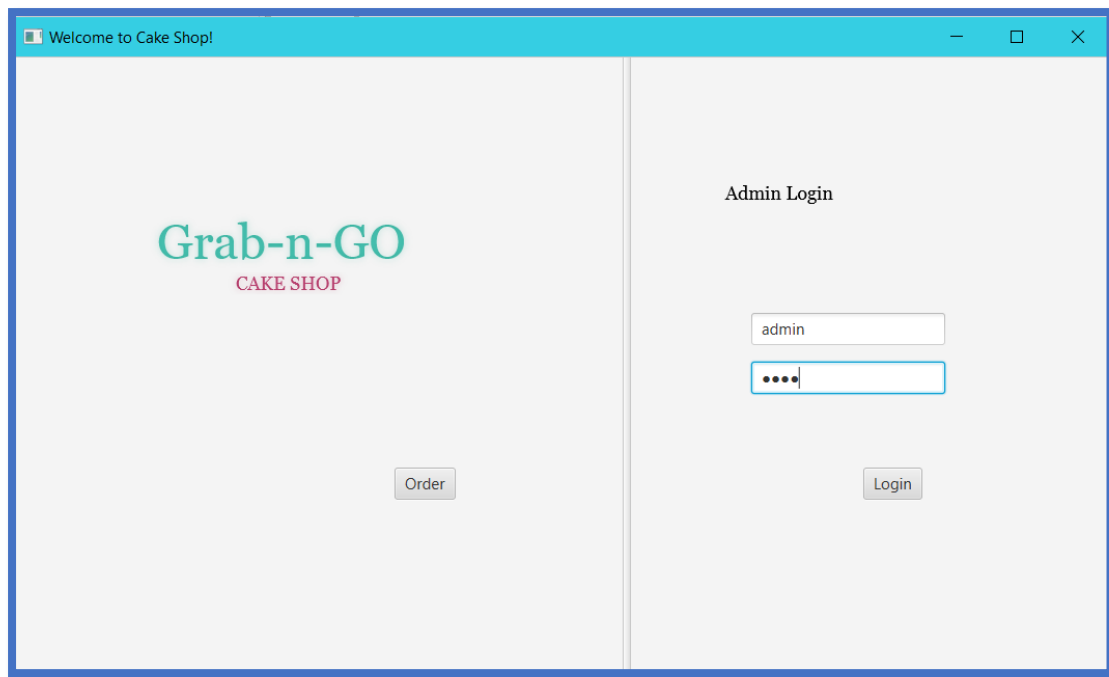 Welcome to Cake Shop!
Grab-n-GO
CAKE SHOP
Order
Admin Login
admin
••••
Login